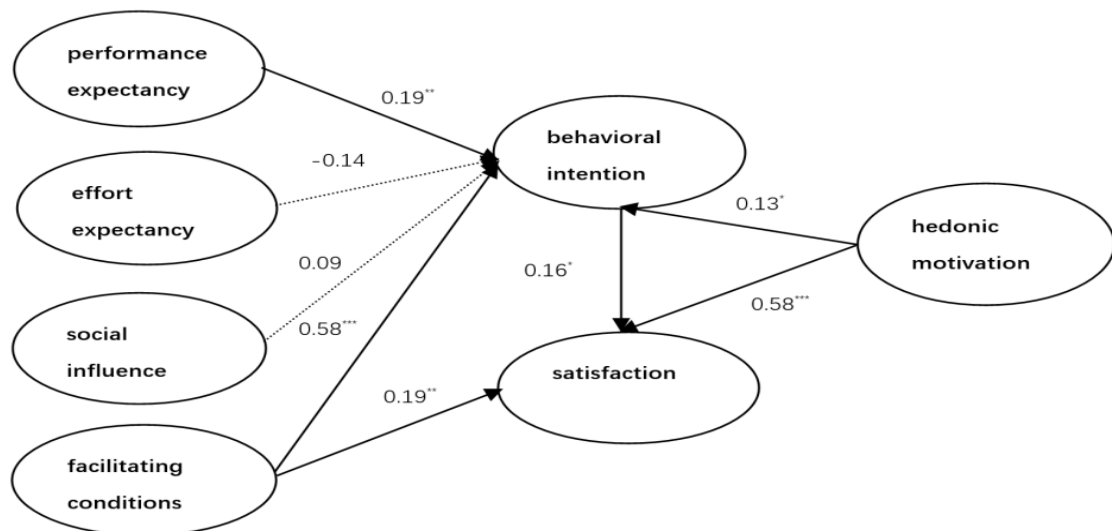 performance
expectancy
0.19**
behavioral
intention
-0.14
effort
expectancy
0.13*
hedonic
motivation
0.09
0.16*
0.58***
social
influence
0.58***
satisfaction
0.19**
facilitating
conditions